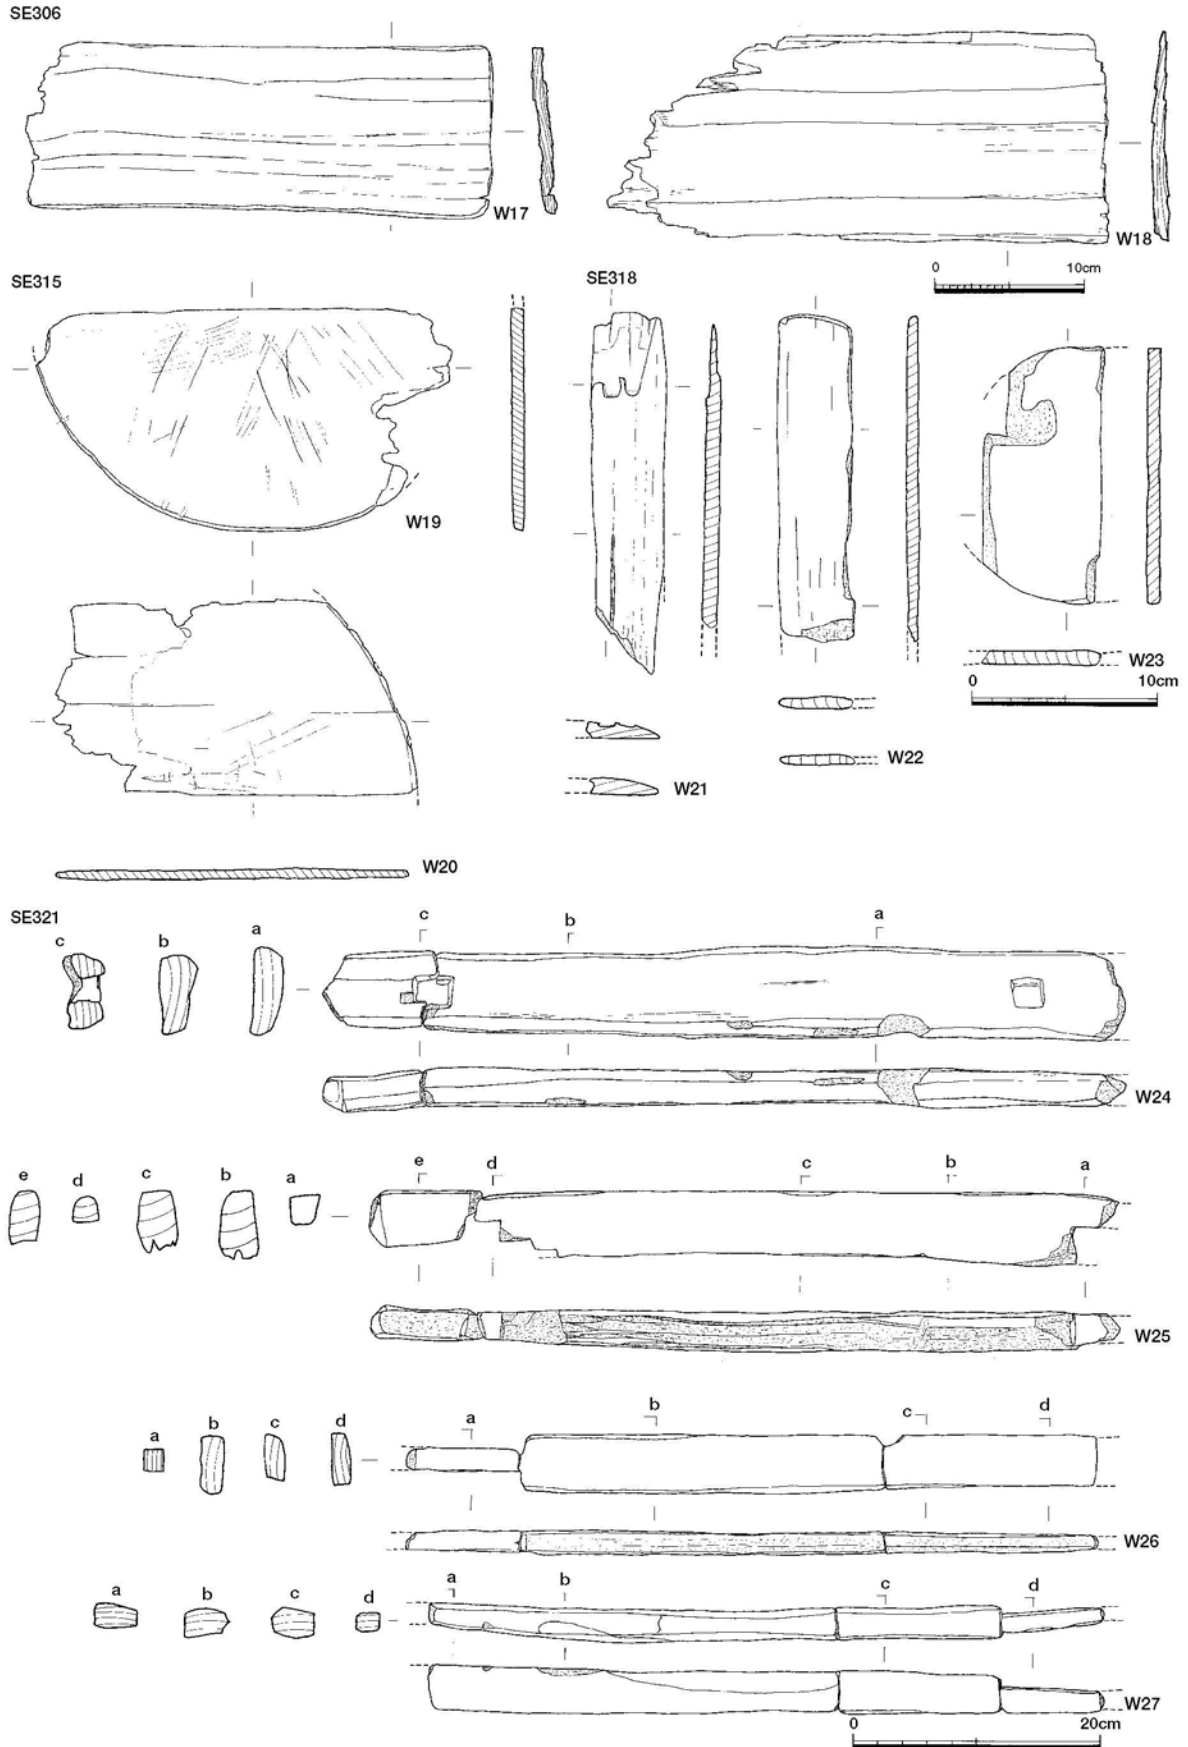 SE306
W17
W18
0 10cm
SE315
SE318
W19
W23
0 10cm
W22
W21
W20
SE321
c b a
c b a
W24
e d c b a
e d c b a
W25
a b c d
a b c d
W26
a b c d
a b c d
W27
0 20cm